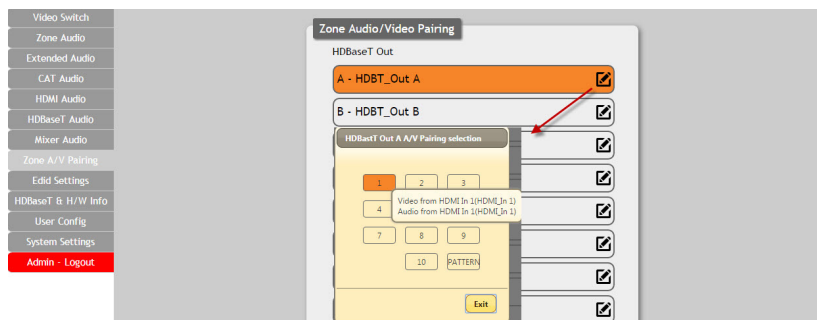 Video Switch
Zone Audio
Extended Audio
CAT Audio
HDMI Audio
HDBaseT Audio
Mixer Audio
Zone A/V Pairing
Edid Settings
HDBaseT & H/W Info
User Config
System Settings
Admin - Logout
Zone Audio/Video Pairing
HDBaseT Out
A - HDBT_Out A
B - HDBT_Out B
HDBastT Out A A/V Pairing selection
1 2 3
4
Video from HDMI In 1(HDMI_In 1)
Audio from HDMI In 1(HDMI_In 1)
7 8 9
10 PATTERN
Exit